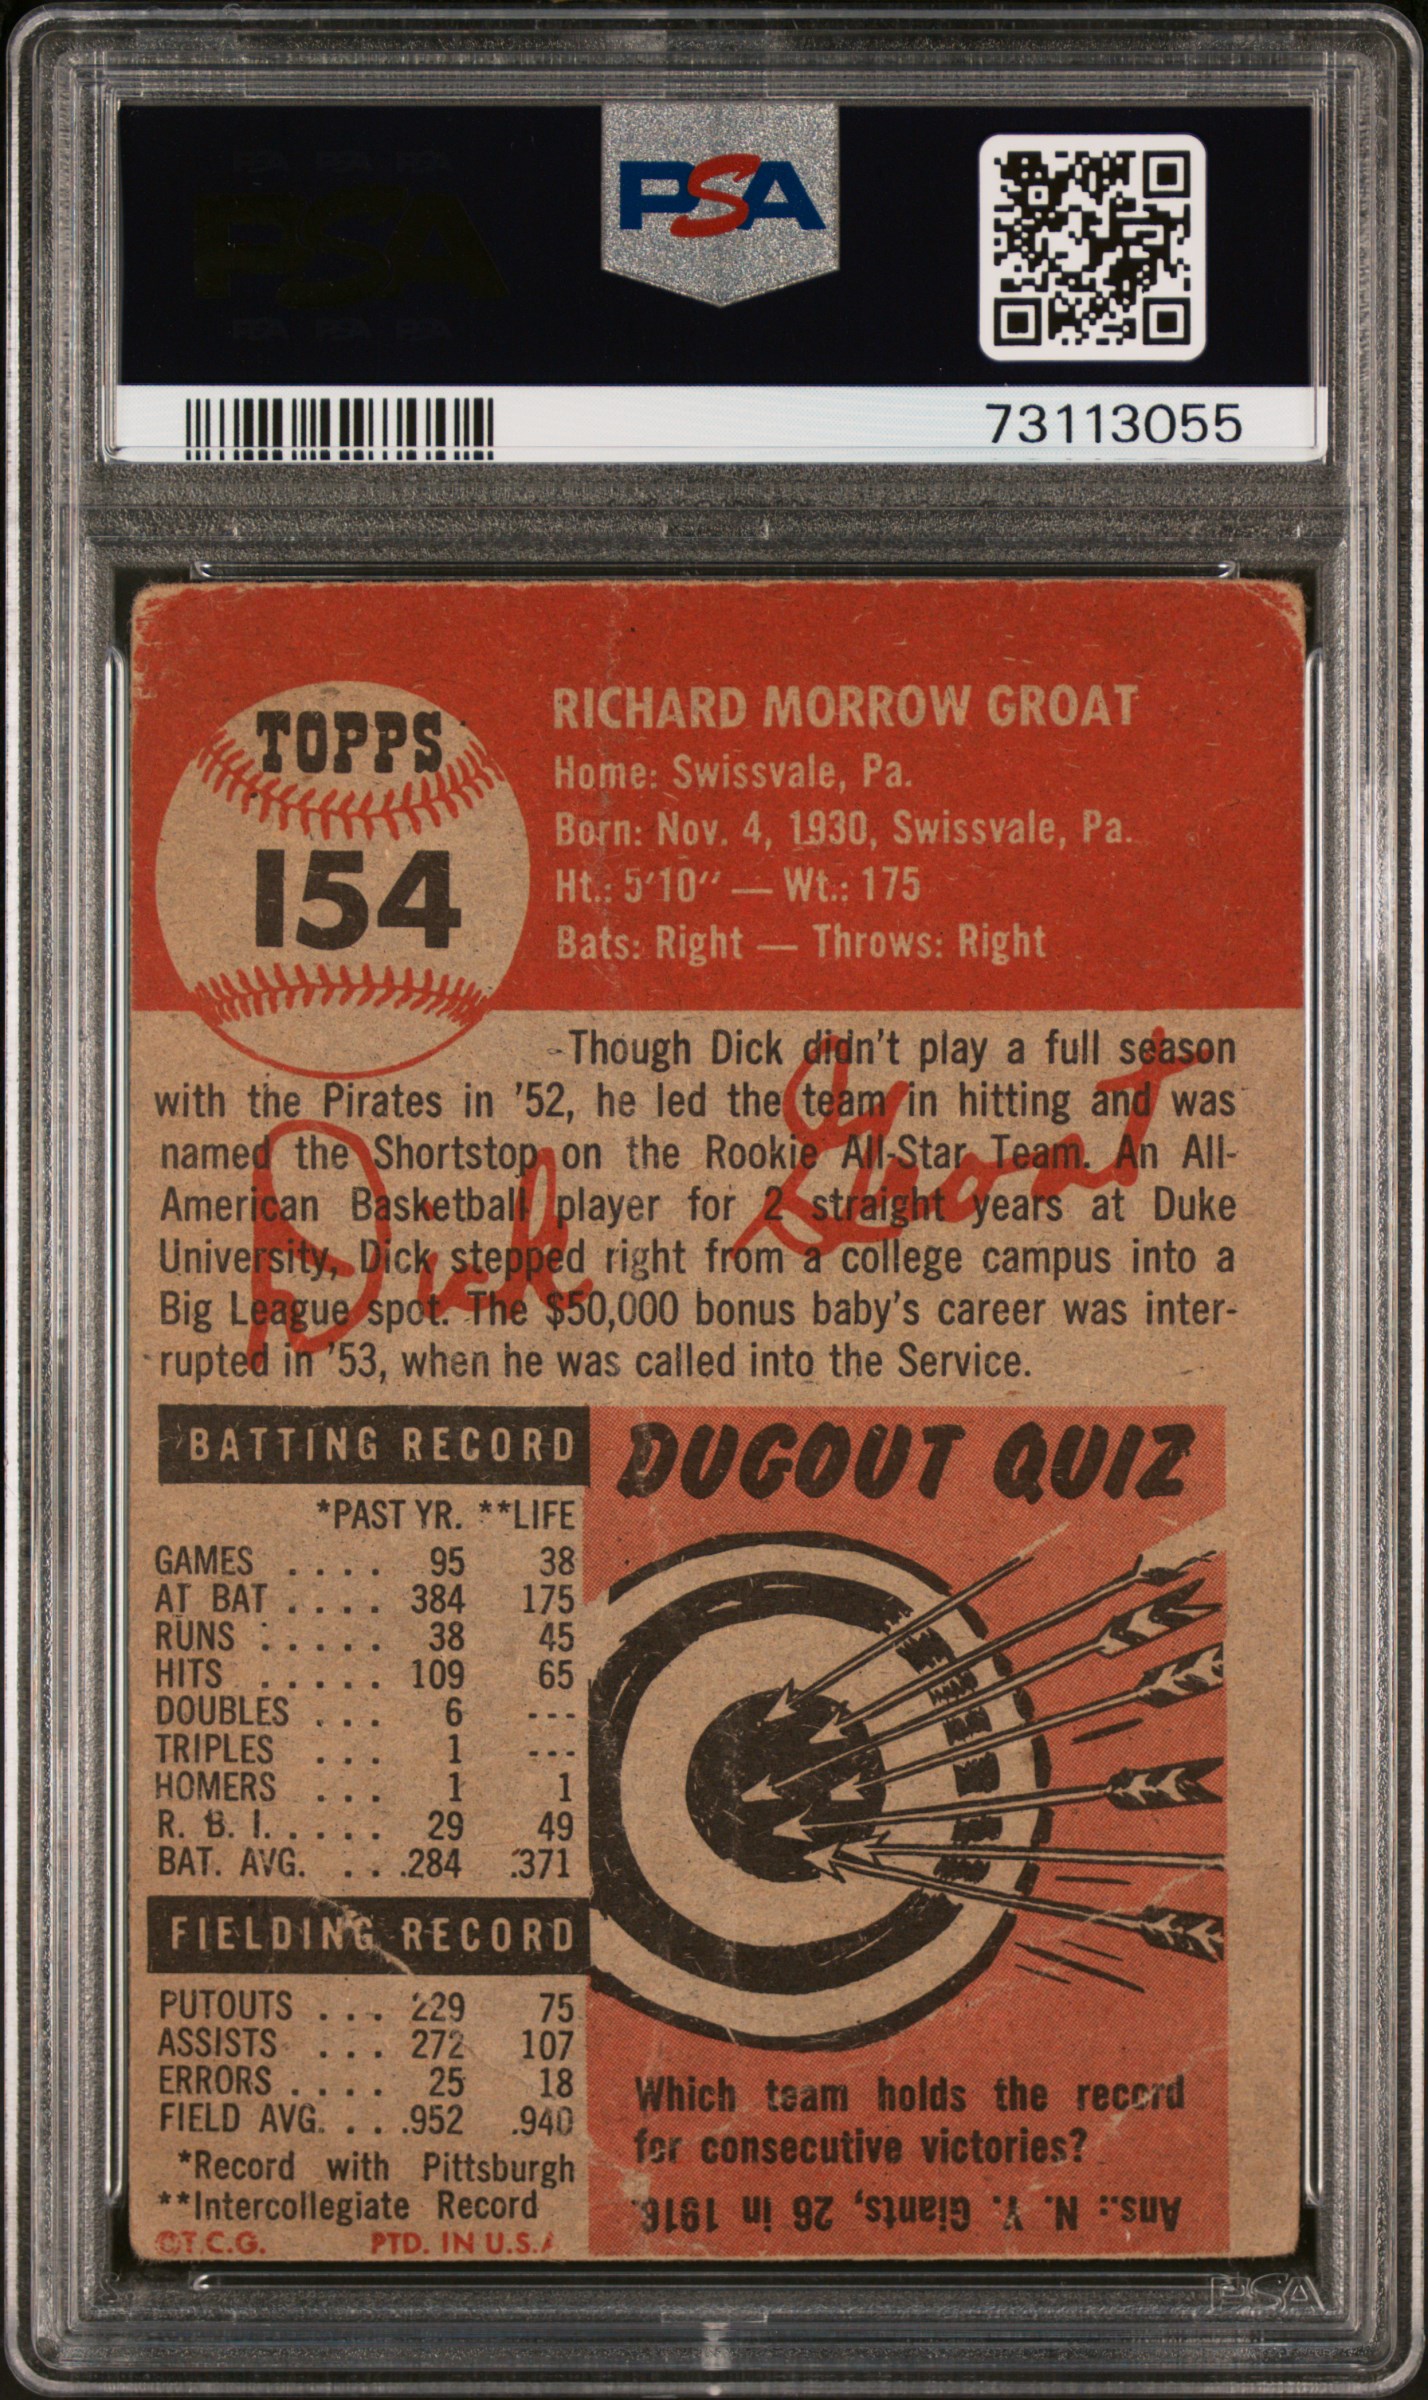 PSA
73113055
TOPPS
154
RICHARD MORROW GROAT
Home: Swissvale, Pa.
Born: Nov. 4, 1930, Swissvale, Pa.
Ht.: 5'10" — Wt.: 175
Bats: Right — Throws: Right
Though Dick didn't play a full season
with the Pirates in '52, he led the team in hitting and was
named the Shortstop on the Rookie All-Star Team. An All-
American Basketball player for 2 straight years at Duke
University, Dick stepped right from a college campus into a
Big League spot. The $50,000 bonus baby's career was inter-
rupted in '53, when he was called into the Service.
Dick Groat
BATTING RECORD
*PAST YR. **LIFE
GAMES .... 95 38
AT BAT .... 384 175
RUNS ..... 38 45
HITS ..... 109 65
DOUBLES ... 6 ---
TRIPLES ... 1 ---
HOMERS ... 1 1
R. B. I. .... 29 49
BAT. AVG. ... .284 .371
FIELDING RECORD
PUTOUTS ... 229 75
ASSISTS ... 272 107
ERRORS .... 25 18
FIELD AVG. ... .952 .940
*Record with Pittsburgh
**Intercollegiate Record
©T.C.G. PTD. IN U.S.A
DUGOUT QUIZ
Which team holds the record
for consecutive victories?
Ans.: N. Y. Giants, 26 in 1916.
PSA